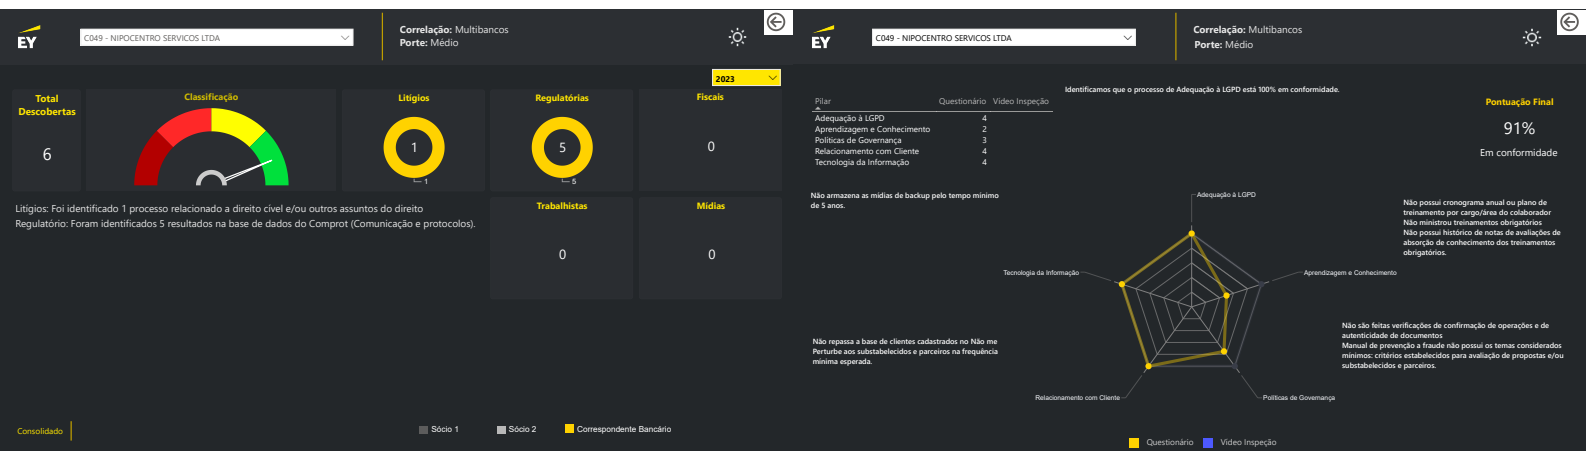 EY
C049 - NIPOCENTRO SERVICOS LTDA
Correlação: Multibancos
Porte: Médio
2023
Total
Descobertas
6
Classificação
Litígios
1
1
Regulatórias
5
5
Fiscais
0
Litígios: Foi identificado 1 processo relacionado a direito cível e/ou outros assuntos do direito
Regulatório: Foram identificados 5 resultados na base de dados do Comprot (Comunicação e protocolos).
Trabalhistas
0
Mídias
0
Consolidado
Sócio 1
Sócio 2
Correspondente Bancário
EY
C049 - NIPOCENTRO SERVICOS LTDA
Correlação: Multibancos
Porte: Médio
Identificamos que o processo de Adequação à LGPD está 100% em conformidade.
Pilar Questionário Video Inspeção
Adequação à LGPD 4
Aprendizagem e Conhecimento 2
Políticas de Governança 3
Relacionamento com Cliente 4
Tecnologia da Informação 4
Pontuação Final
91%
Em conformidade
Não armazena as mídias de backup pelo tempo mínimo
de 5 anos.
Adequação à LGPD
Não possui cronograma anual ou plano de
treinamento por cargo/área do colaborador
Não ministrou treinamentos obrigatórios
Não possui histórico de notas de avaliações de
absorção de conhecimento dos treinamentos
obrigatórios.
Tecnologia da Informação
Aprendizagem e Conhecimento
Não são feitas verificações de confirmação de operações e de
autenticidade de documentos
Manual de prevenção a fraude não possui os temas considerados
mínimos: critérios estabelecidos para avaliação de propostas e/ou
substabelecidos e parceiros.
Não repassa a base de clientes cadastrados no Não me
Perturbe aos substabelecidos e parceiros na frequência
mínima esperada.
Relacionamento com Cliente
Políticas de Governança
Questionário
Video Inspeção